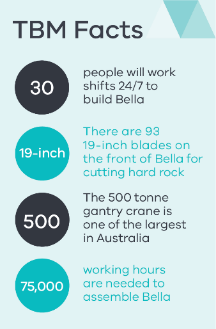 TBM Facts
30
people will work
shifts 24/7 to
build Bella
19-inch
There are 93
19-inch blades on
the front of Bella for
cutting hard rock
500
The 500 tonne
gantry crane is
one of the largest
in Australia
75,000
working hours
are needed to
assemble Bella